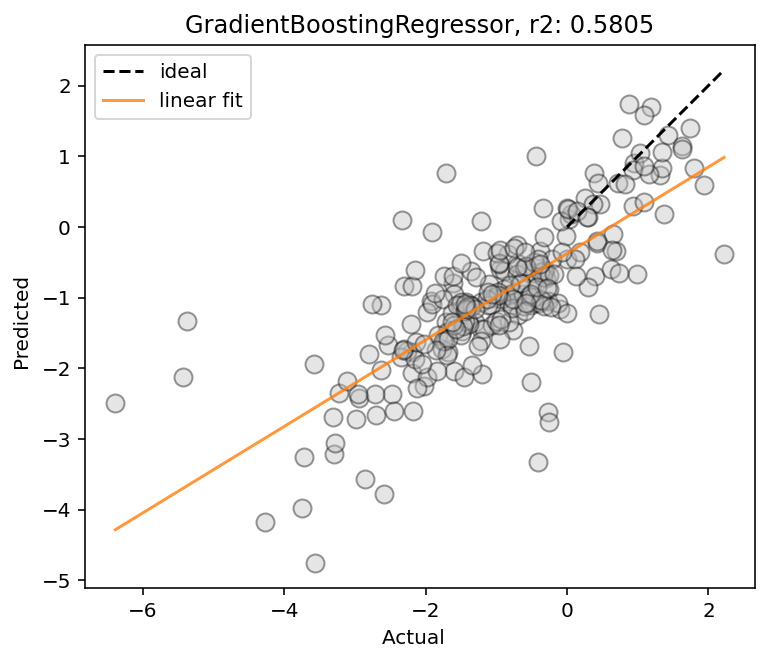 GradientBoostingRegressor, r2: 0.5805
ideal
linear fit
2
1
0
−1
−2
−3
−4
−5
Predicted
−6
−4
−2
0
2
Actual